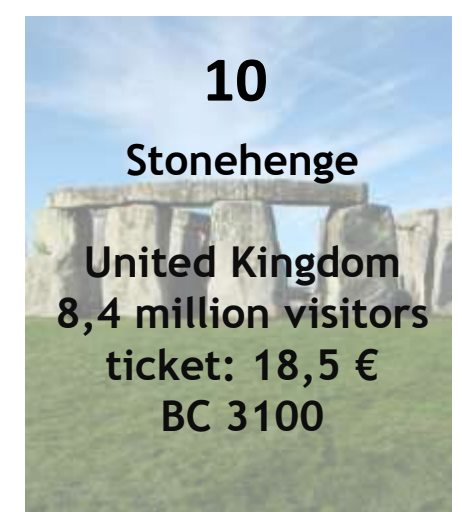 10
Stonehenge
United Kingdom
8,4 million visitors
ticket: 18,5 €
BC 3100